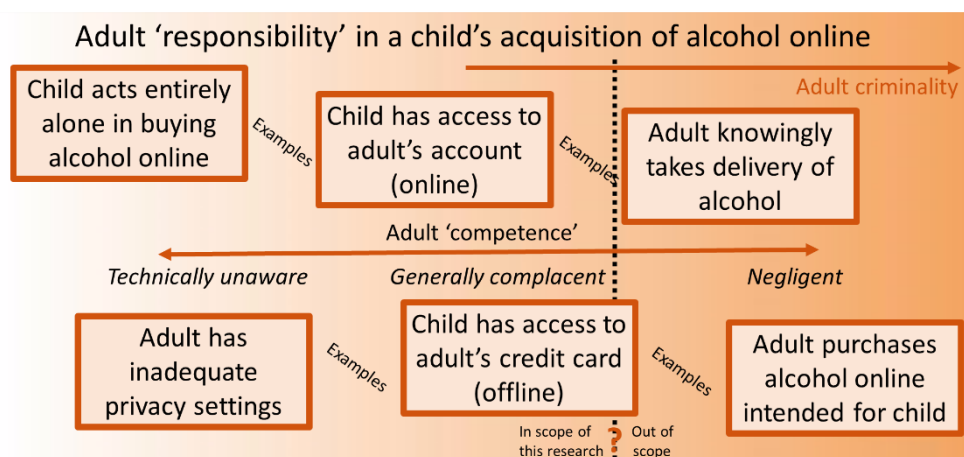 Adult ‘responsibility’ in a child’s acquisition of alcohol online
Adult criminality
Child acts entirely
alone in buying
alcohol online
Examples
Child has access to
adult’s account
(online)
Examples
Adult knowingly
takes delivery of
alcohol
Adult ‘competence’
Technically unaware
Generally complacent
Negligent
Adult has
inadequate
privacy settings
Examples
Child has access to
adult’s credit card
(offline)
Examples
Adult purchases
alcohol online
intended for child
In scope of
this research
?
Out of
scope